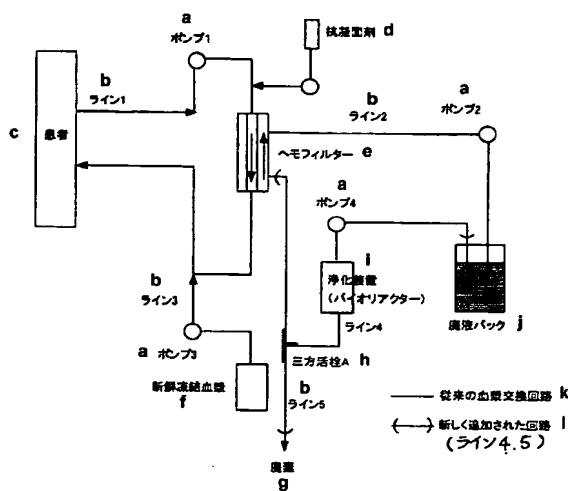 a
ポンプ1
抗凝固剤 d
b
ライン1
c 患者
b
ライン2
a
ポンプ2
ヘモフィルター e
a
ポンプ4
i
浄化装置
(バイオリアクター)
ライン4
廃液パック
j
b
ライン3
a ポンプ3
新鮮凍結血漿
f
三方活栓A h
b
ライン5
廃棄
g
従来の血漿交換回路 k
新しく追加された回路 l
(ライン4.5)